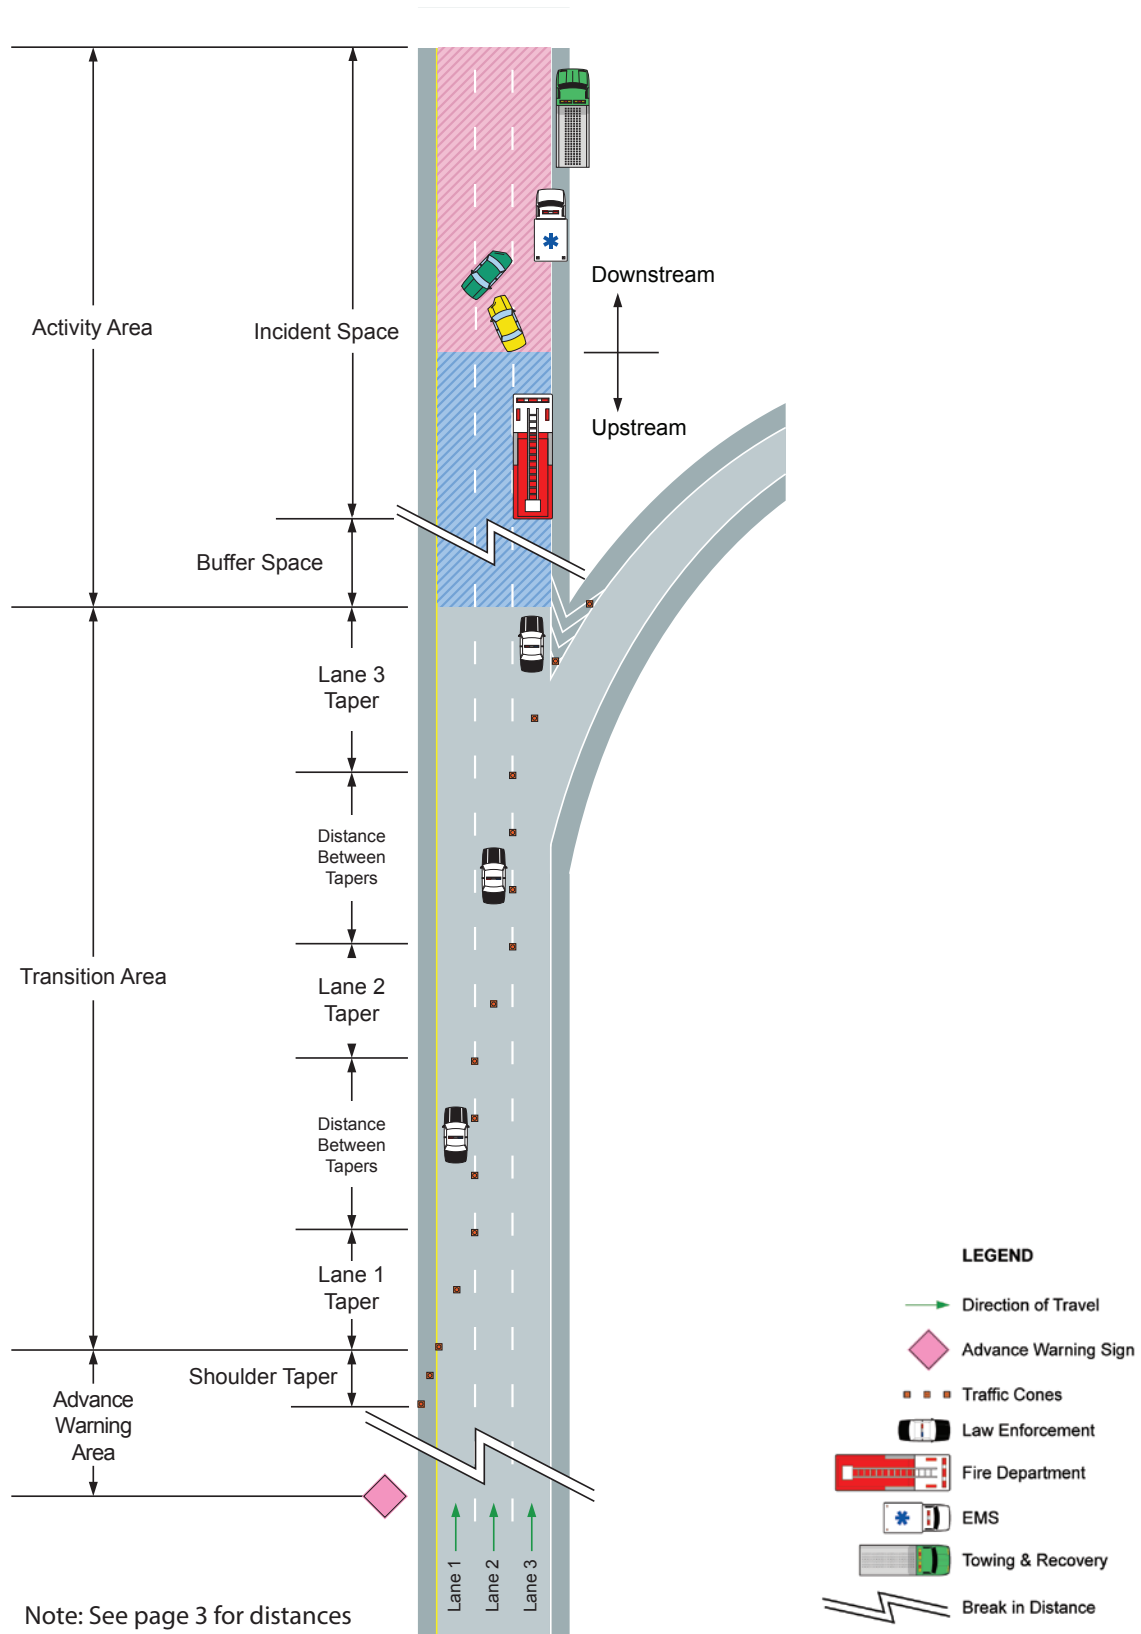 Downstream
Activity Area
Incident Space
Upstream
Buffer Space
Lane 3
Taper
Distance
Between
Tapers
Transition Area
Lane 2
Taper
Distance
Between
Tapers
Lane 1
Taper
Shoulder Taper
Advance
Warning
Area
Lane 1
Lane 2
Lane 3
Note: See page 3 for distances
LEGEND
Direction of Travel
Advance Warning Sign
Traffic Cones
Law Enforcement
Fire Department
EMS
Towing & Recovery
Break in Distance